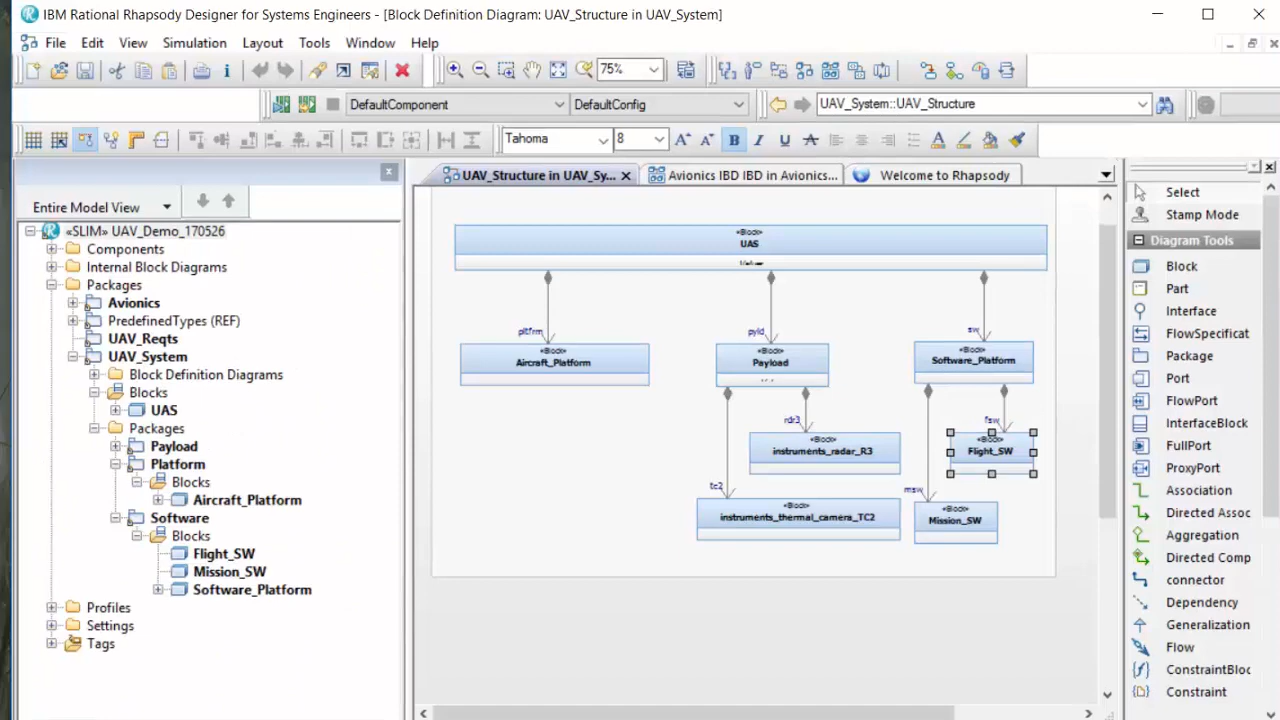 IBM Rational Rhapsody Designer for Systems Engineers - [Block Definition Diagram: UAV_Structure in UAV_System]
File Edit View Simulation Layout Tools Window Help
75%
DefaultComponent DefaultConfig UAV_System::UAV_Structure
Tahoma 8 B I U A
UAV_Structure in UAV_Sy... Avionics IBD IBD in Avionics... Welcome to Rhapsody
Entire Model View
«SLIM» UAV_Demo_170526
Components
Internal Block Diagrams
Packages
Avionics
PredefinedTypes (REF)
UAV_Reqts
UAV_System
Block Definition Diagrams
Blocks
UAS
Packages
Payload
Platform
Blocks
Aircraft_Platform
Software
Blocks
Flight_SW
Mission_SW
Software_Platform
Profiles
Settings
Tags
«Block»
UAS
pltfrm pyld sw
«Block»
Aircraft_Platform
«Block»
Payload
«Block»
Software_Platform
rdr3 fsw
«Block»
instruments_radar_R3
«Block»
Flight_SW
tc2 msw
«Block»
instruments_thermal_camera_TC2
«Block»
Mission_SW
Select
Stamp Mode
Diagram Tools
Block
Part
Interface
FlowSpecificat
Package
Port
FlowPort
InterfaceBlock
FullPort
ProxyPort
Association
Directed Assoc
Aggregation
Directed Comp
connector
Dependency
Generalization
Flow
ConstraintBloc
Constraint